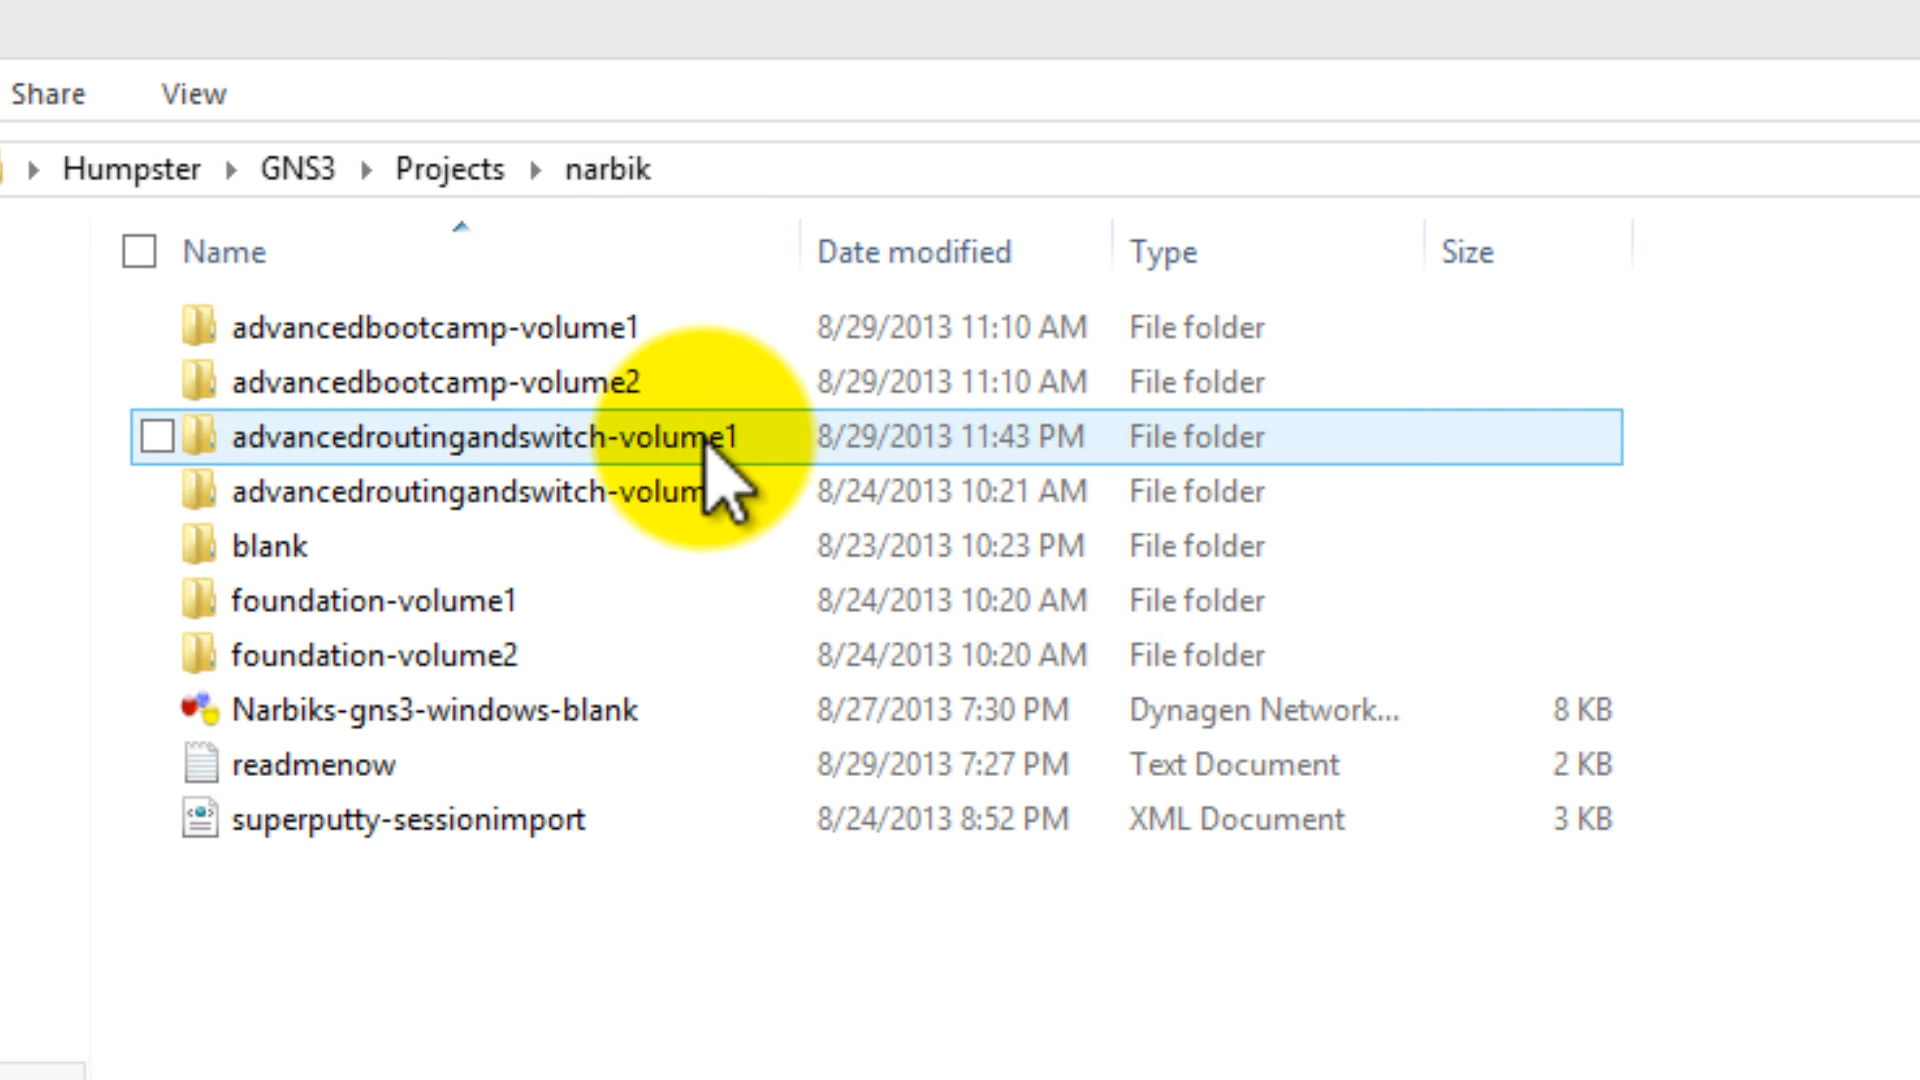 Share View
Humpster GNS3 Projects narbik
Name Date modified Type Size
advancedbootcamp-volume1 8/29/2013 11:10 AM File folder
advancedbootcamp-volume2 8/29/2013 11:10 AM File folder
advancedroutingandswitch-volume1 8/29/2013 11:43 PM File folder
advancedroutingandswitch-volum 8/24/2013 10:21 AM File folder
blank 8/23/2013 10:23 PM File folder
foundation-volume1 8/24/2013 10:20 AM File folder
foundation-volume2 8/24/2013 10:20 AM File folder
Narbiks-gns3-windows-blank 8/27/2013 7:30 PM Dynagen Network... 8 KB
readmenow 8/29/2013 7:27 PM Text Document 2 KB
superputty-sessionimport 8/24/2013 8:52 PM XML Document 3 KB